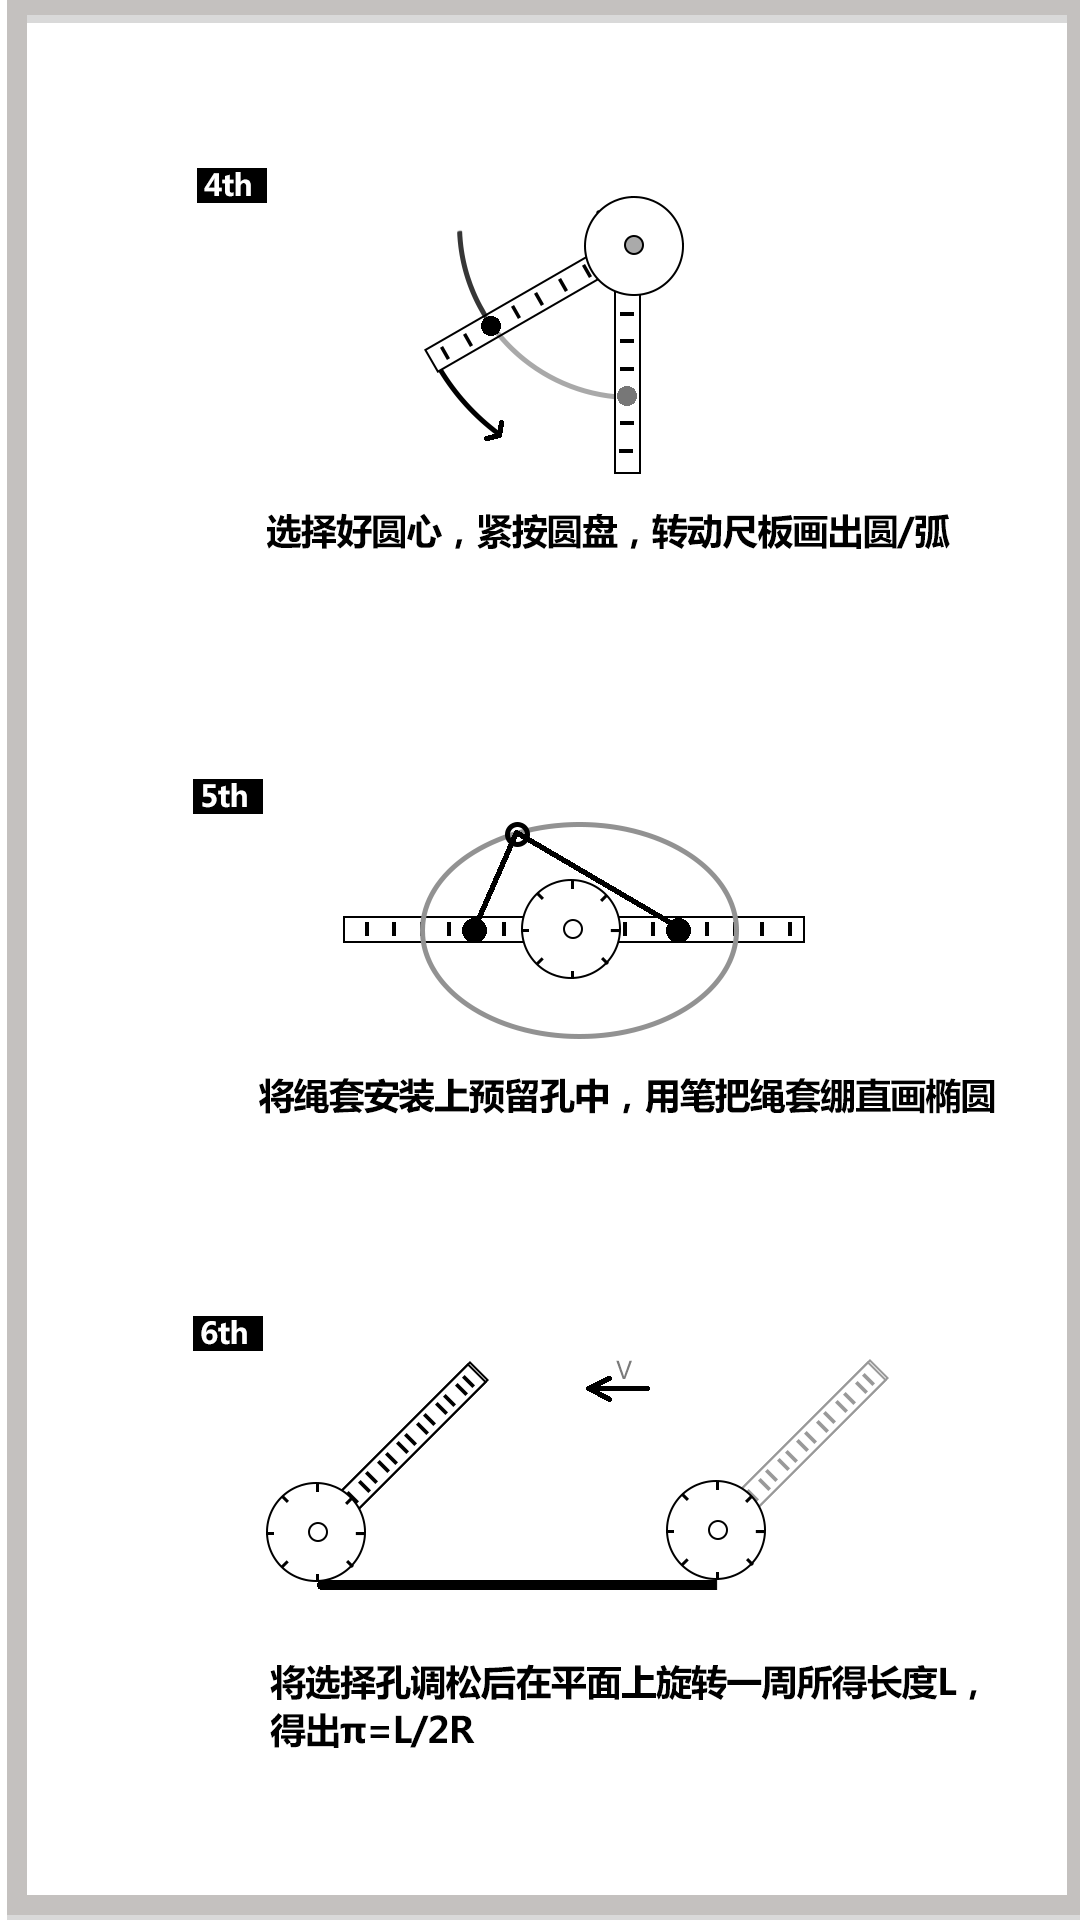 4th
选择好圆心，紧按圆盘，转动尺板画出圆/弧
5th
将绳套安装上预留孔中，用笔把绳套绷直画椭圆
6th
V
将选择孔调松后在平面上旋转一周所得长度L，
得出π=L/2R